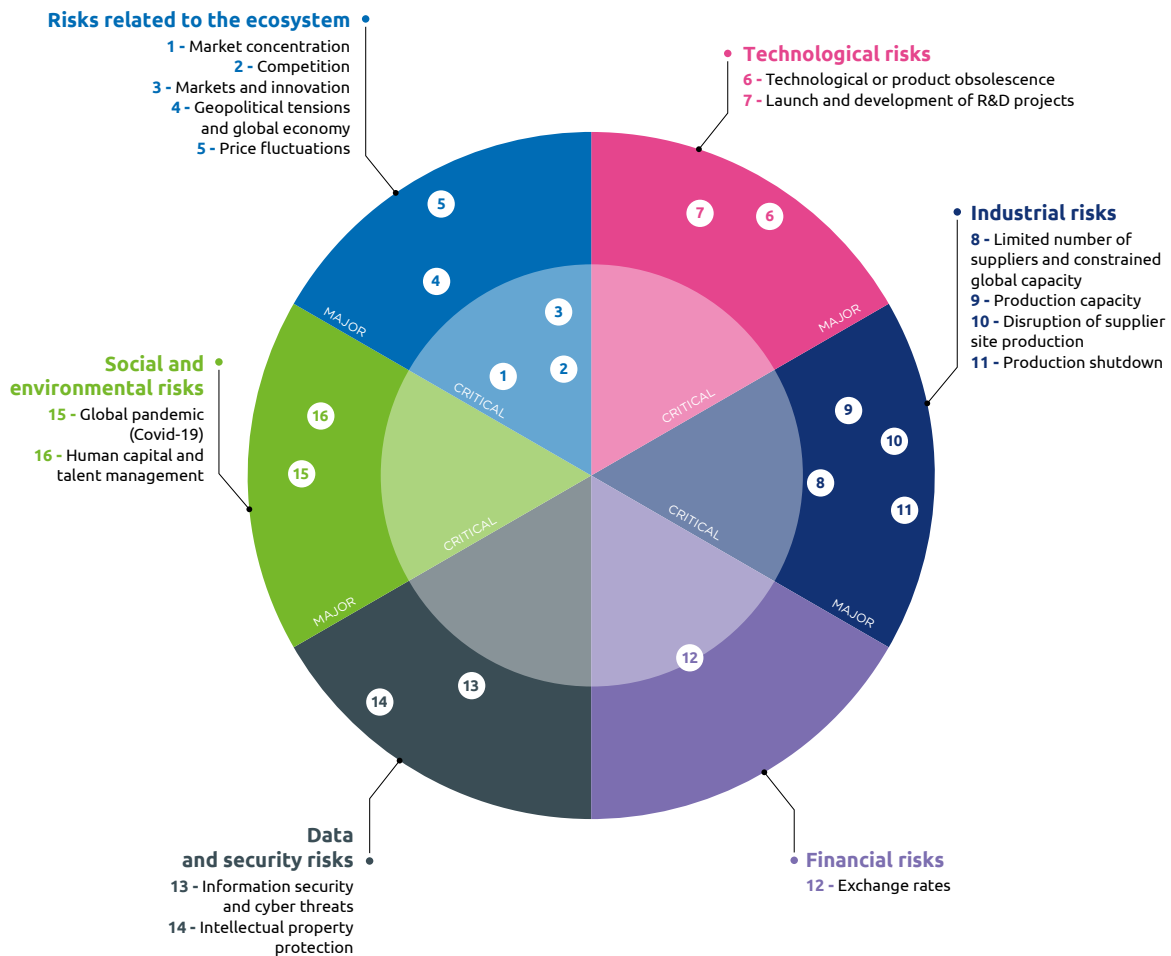 Risks related to the ecosystem
1 - Market concentration
2 - Competition
3 - Markets and innovation
4 - Geopolitical tensions
and global economy
5 - Price fluctuations
Technological risks
6 - Technological or product obsolescence
7 - Launch and development of R&D projects
Industrial risks
8 - Limited number of
suppliers and constrained
global capacity
9 - Production capacity
10 - Disruption of supplier
site production
11 - Production shutdown
Social and
environmental risks
15 - Global pandemic
(Covid-19)
16 - Human capital and
talent management
5
7
6
4
3
MAJOR
MAJOR
2
1
CRITICAL
CRITICAL
9
16
10
15
8
11
CRITICAL
CRITICAL
MAJOR
MAJOR
12
13
14
Data
and security risks
13 - Information security
and cyber threats
14 - Intellectual property
protection
Financial risks
12 - Exchange rates